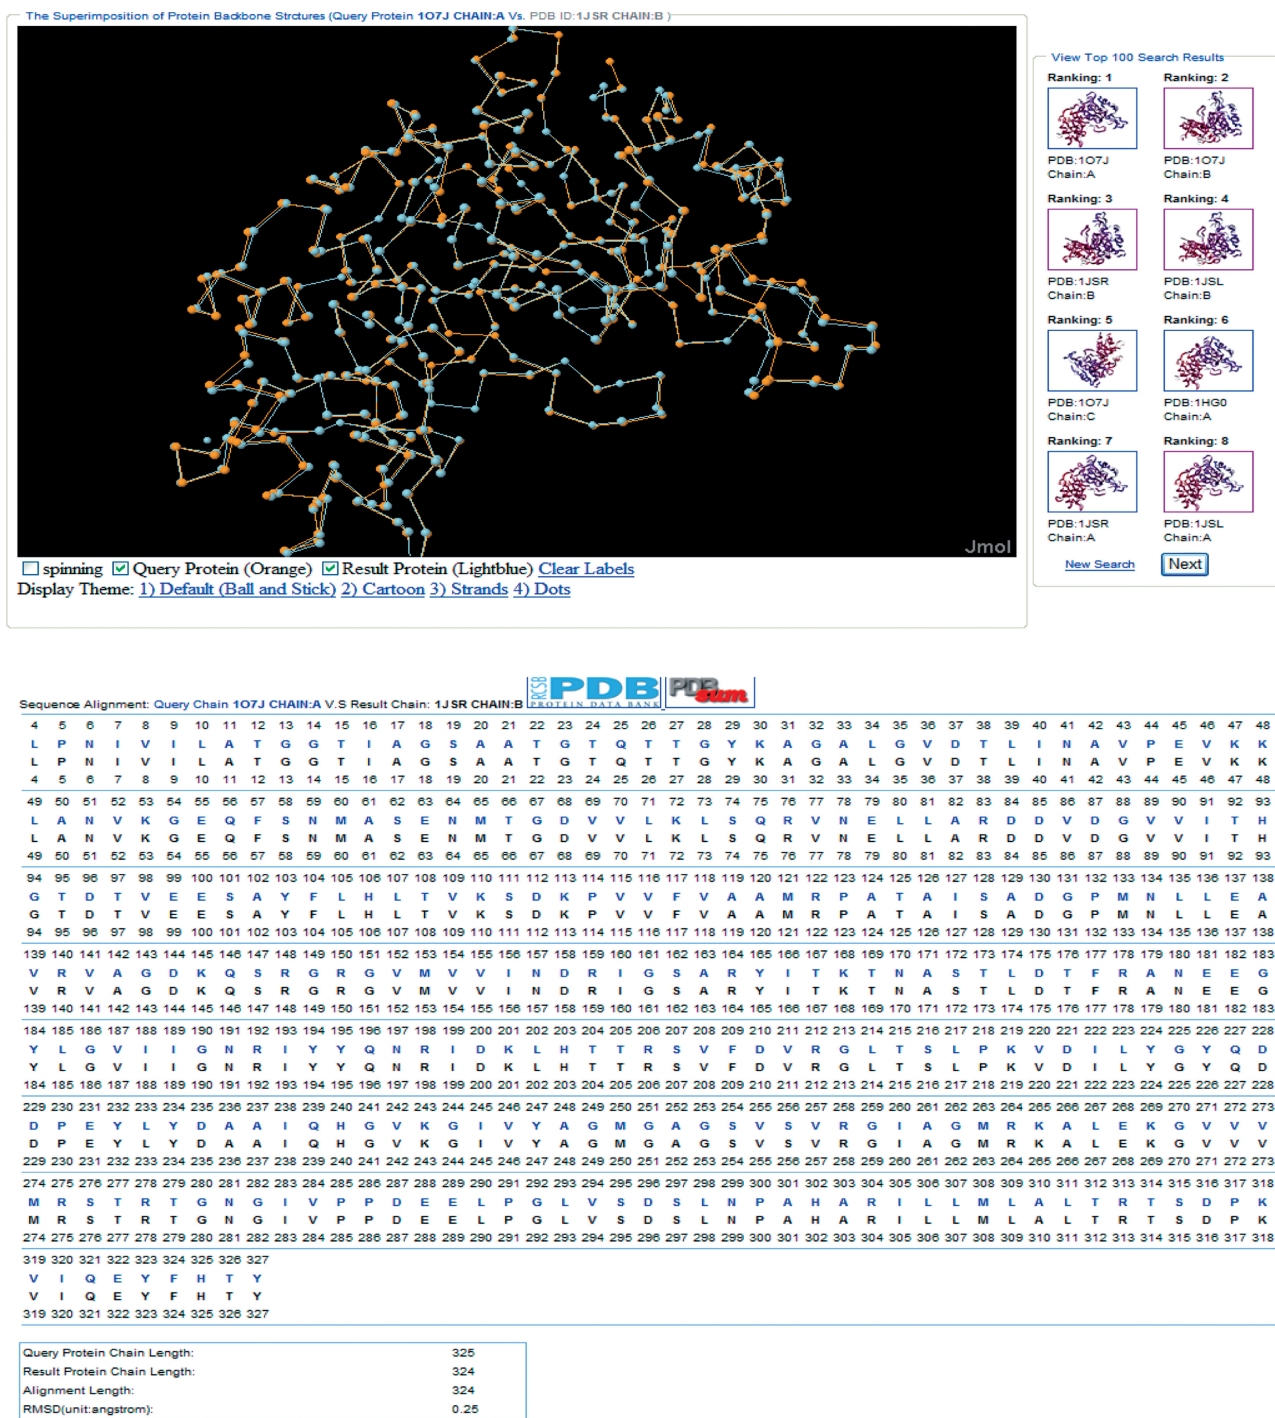 The Superimposition of Protein Backbone Strctures (Query Protein 1O7J CHAIN:A Vs. PDB ID:1JSR CHAIN:B )
Jmol
spinning Query Protein (Orange) Result Protein (Lightblue) Clear Labels
Display Theme: 1) Default (Ball and Stick) 2) Cartoon 3) Strands 4) Dots
View Top 100 Search Results
Ranking: 1 Ranking: 2
PDB:1O7J PDB:1O7J
Chain:A Chain:B
Ranking: 3 Ranking: 4
PDB:1JSR PDB:1JSL
Chain:B Chain:B
Ranking: 5 Ranking: 6
PDB:1O7J PDB:1HG0
Chain:C Chain:A
Ranking: 7 Ranking: 8
PDB:1JSR PDB:1JSL
Chain:A Chain:A
New Search Next
Sequence Alignment: Query Chain 1O7J CHAIN:A V.S Result Chain: 1JSR CHAIN:B RCSB PDB PROTEIN DATA BANK PDBsum
4 5 6 7 8 9 10 11 12 13 14 15 16 17 18 19 20 21 22 23 24 25 26 27 28 29 30 31 32 33 34 35 36 37 38 39 40 41 42 43 44 45 46 47 48
L P N I V I L A T G G T I A G S A A T G T Q T T G Y K A G A L G V D T L I N A V P E V K K
L P N I V I L A T G G T I A G S A A T G T Q T T G Y K A G A L G V D T L I N A V P E V K K
4 5 6 7 8 9 10 11 12 13 14 15 16 17 18 19 20 21 22 23 24 25 26 27 28 29 30 31 32 33 34 35 36 37 38 39 40 41 42 43 44 45 46 47 48
49 50 51 52 53 54 55 56 57 58 59 60 61 62 63 64 65 66 67 68 69 70 71 72 73 74 75 76 77 78 79 80 81 82 83 84 85 86 87 88 89 90 91 92 93
L A N V K G E Q F S N M A S E N M T G D V V L K L S Q R V N E L L A R D D V D G V V I T H
L A N V K G E Q F S N M A S E N M T G D V V L K L S Q R V N E L L A R D D V D G V V I T H
49 50 51 52 53 54 55 56 57 58 59 60 61 62 63 64 65 66 67 68 69 70 71 72 73 74 75 76 77 78 79 80 81 82 83 84 85 86 87 88 89 90 91 92 93
94 95 96 97 98 99 100 101 102 103 104 105 106 107 108 109 110 111 112 113 114 115 116 117 118 119 120 121 122 123 124 125 126 127 128 129 130 131 132 133 134 135 136 137 138
G T D T V E E S A Y F L H L T V K S D K P V V F V A A M R P A T A I S A D G P M N L L E A
G T D T V E E S A Y F L H L T V K S D K P V V F V A A M R P A T A I S A D G P M N L L E A
94 95 96 97 98 99 100 101 102 103 104 105 106 107 108 109 110 111 112 113 114 115 116 117 118 119 120 121 122 123 124 125 126 127 128 129 130 131 132 133 134 135 136 137 138
139 140 141 142 143 144 145 146 147 148 149 150 151 152 153 154 155 156 157 158 159 160 161 162 163 164 165 166 167 168 169 170 171 172 173 174 175 176 177 178 179 180 181 182 183
V R V A G D K Q S R G R G V M V V I N D R I G S A R Y I T K T N A S T L D T F R A N E E G
V R V A G D K Q S R G R G V M V V I N D R I G S A R Y I T K T N A S T L D T F R A N E E G
139 140 141 142 143 144 145 146 147 148 149 150 151 152 153 154 155 156 157 158 159 160 161 162 163 164 165 166 167 168 169 170 171 172 173 174 175 176 177 178 179 180 181 182 183
184 185 186 187 188 189 190 191 192 193 194 195 196 197 198 199 200 201 202 203 204 205 206 207 208 209 210 211 212 213 214 215 216 217 218 219 220 221 222 223 224 225 226 227 228
Y L G V I I G N R I Y Y Q N R I D K L H T T R S V F D V R G L T S L P K V D I L Y G Y Q D
Y L G V I I G N R I Y Y Q N R I D K L H T T R S V F D V R G L T S L P K V D I L Y G Y Q D
184 185 186 187 188 189 190 191 192 193 194 195 196 197 198 199 200 201 202 203 204 205 206 207 208 209 210 211 212 213 214 215 216 217 218 219 220 221 222 223 224 225 226 227 228
229 230 231 232 233 234 235 236 237 238 239 240 241 242 243 244 245 246 247 248 249 250 251 252 253 254 255 256 257 258 259 260 261 262 263 264 265 266 267 268 269 270 271 272 273
D P E Y L Y D A A I Q H G V K G I V Y A G M G A G S V S V R G I A G M R K A L E K G V V V
D P E Y L Y D A A I Q H G V K G I V Y A G M G A G S V S V R G I A G M R K A L E K G V V V
229 230 231 232 233 234 235 236 237 238 239 240 241 242 243 244 245 246 247 248 249 250 251 252 253 254 255 256 257 258 259 260 261 262 263 264 265 266 267 268 269 270 271 272 273
274 275 276 277 278 279 280 281 282 283 284 285 286 287 288 289 290 291 292 293 294 295 296 297 298 299 300 301 302 303 304 305 306 307 308 309 310 311 312 313 314 315 316 317 318
M R S T R T G N G I V P P D E E L P G L V S D S L N P A H A R I L L M L A L T R T S D P K
M R S T R T G N G I V P P D E E L P G L V S D S L N P A H A R I L L M L A L T R T S D P K
274 275 276 277 278 279 280 281 282 283 284 285 286 287 288 289 290 291 292 293 294 295 296 297 298 299 300 301 302 303 304 305 306 307 308 309 310 311 312 313 314 315 316 317 318
319 320 321 322 323 324 325 326 327
V I Q E Y F H T Y
V I Q E Y F H T Y
319 320 321 322 323 324 325 326 327
Query Protein Chain Length: 325
Result Protein Chain Length: 324
Alignment Length: 324
RMSD(unit:angstrom): 0.25